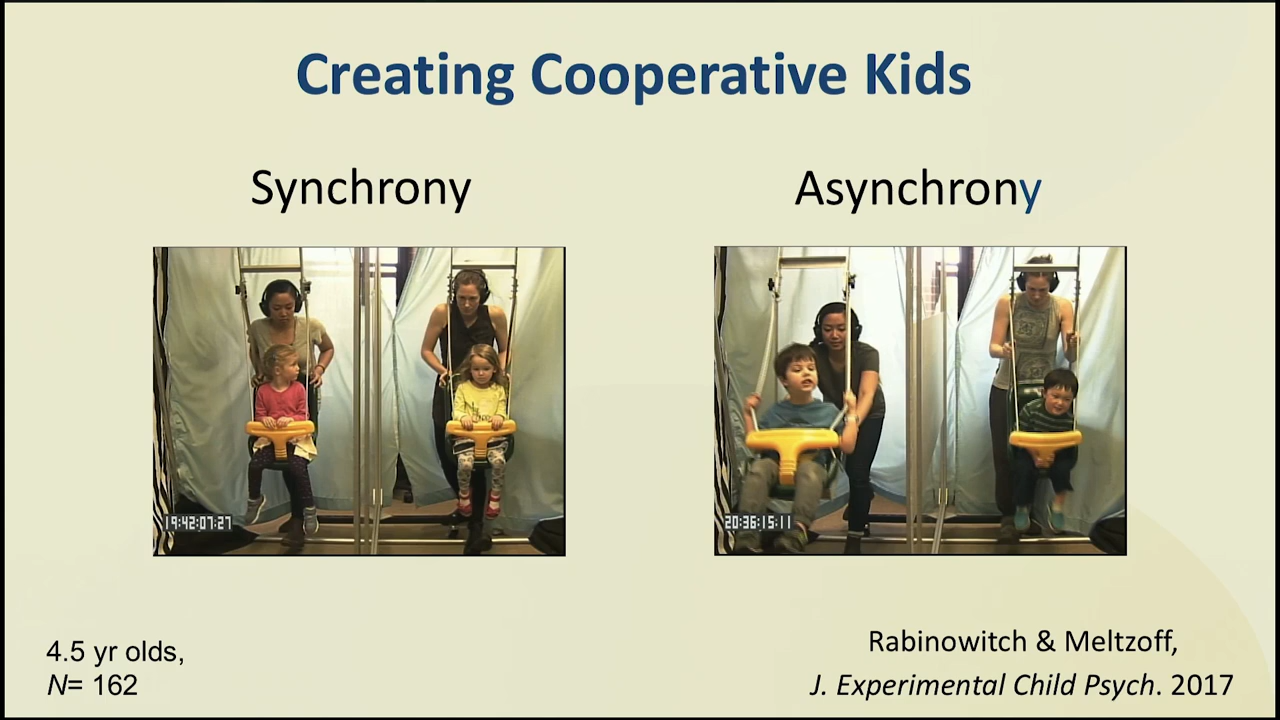 Creating Cooperative Kids
Synchrony
Asynchrony
19:42:07:27
20:36:15:11
4.5 yr olds,
N= 162
Rabinowitch & Meltzoff,
J. Experimental Child Psych. 2017